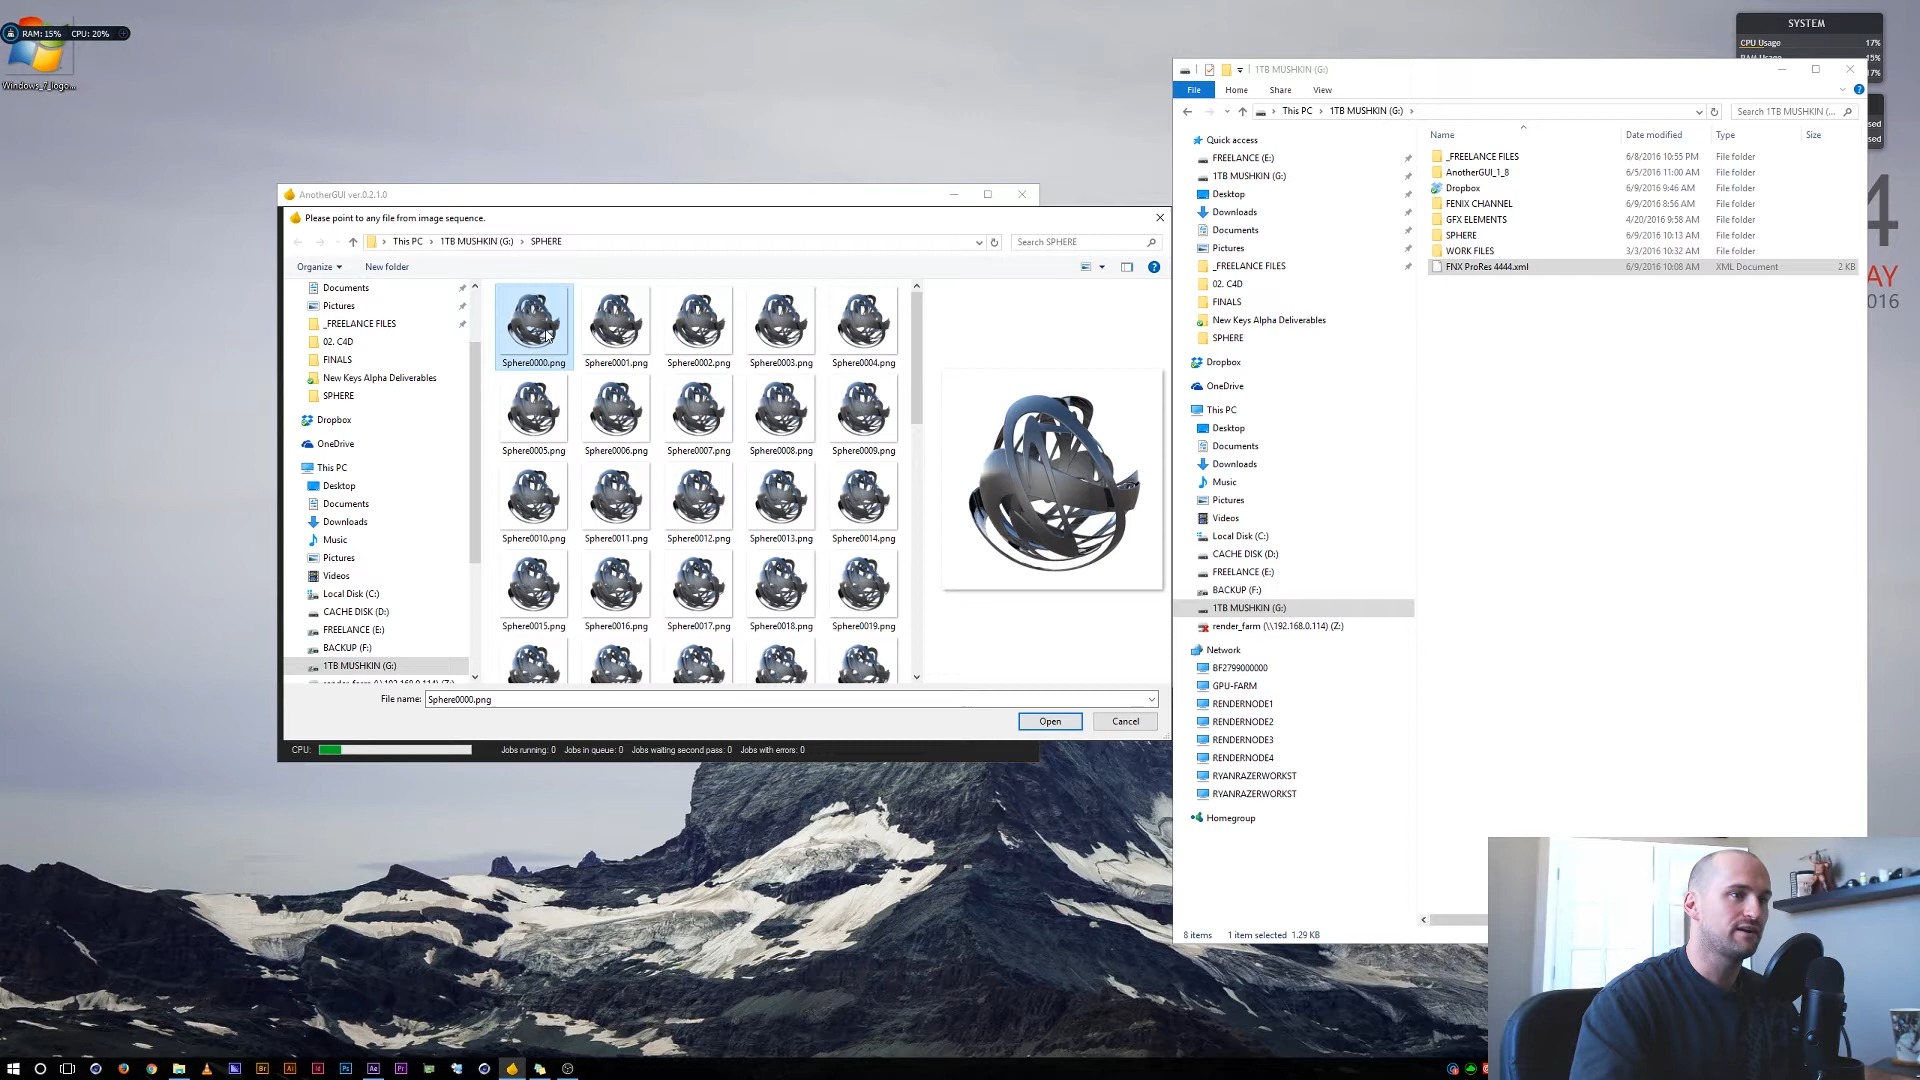 RAM: 15% CPU: 20%
Windows_7_logo...
SYSTEM
CPU Usage 17%
15%
17%
1TB MUSHKIN (G:)
File Home Share View
This PC 1TB MUSHKIN (G:)
Search 1TB MUSHKIN (...
Name Date modified Type Size
Quick access
FREELANCE (E:)
1TB MUSHKIN (G:)
Desktop
Downloads
Documents
Pictures
_FREELANCE FILES
02. C4D
FINALS
New Keys Alpha Deliverables
SPHERE
Dropbox
OneDrive
This PC
Desktop
Documents
Downloads
Music
Pictures
Videos
Local Disk (C:)
CACHE DISK (D:)
FREELANCE (E:)
BACKUP (F:)
1TB MUSHKIN (G:)
render_farm (\\192.168.0.114) (Z:)
Network
BF2799000000
GPU-FARM
RENDERNODE1
RENDERNODE2
RENDERNODE3
RENDERNODE4
RYANRAZERWORKST
RYANRAZERWORKST
Homegroup
_FREELANCE FILES 6/8/2016 10:55 PM File folder
AnotherGUI_1_8 6/5/2016 11:00 AM File folder
Dropbox 6/9/2016 9:46 AM File folder
FENIX CHANNEL 6/9/2016 8:56 AM File folder
GFX ELEMENTS 4/20/2016 9:58 AM File folder
SPHERE 6/9/2016 10:13 AM File folder
WORK FILES 3/3/2016 10:32 AM File folder
FNX ProRes 4444.xml 6/9/2016 10:08 AM XML Document 2 KB
8 items 1 item selected 1.29 KB
sed
sed
4
AY
016
AnotherGUI ver.0.2.1.0
Please point to any file from image sequence.
This PC 1TB MUSHKIN (G:) SPHERE
Search SPHERE
Organize New folder
Documents
Pictures
_FREELANCE FILES
02. C4D
FINALS
New Keys Alpha Deliverables
SPHERE
Dropbox
OneDrive
This PC
Desktop
Documents
Downloads
Music
Pictures
Videos
Local Disk (C:)
CACHE DISK (D:)
FREELANCE (E:)
BACKUP (F:)
1TB MUSHKIN (G:)
Sphere0000.png Sphere0001.png Sphere0002.png Sphere0003.png Sphere0004.png
Sphere0005.png Sphere0006.png Sphere0007.png Sphere0008.png Sphere0009.png
Sphere0010.png Sphere0011.png Sphere0012.png Sphere0013.png Sphere0014.png
Sphere0015.png Sphere0016.png Sphere0017.png Sphere0018.png Sphere0019.png
File name: Sphere0000.png
Open Cancel
CPU: Jobs running: 0 Jobs in queue: 0 Jobs waiting second pass: 0 Jobs with errors: 0
Br Ai Id Ps Ae Pr